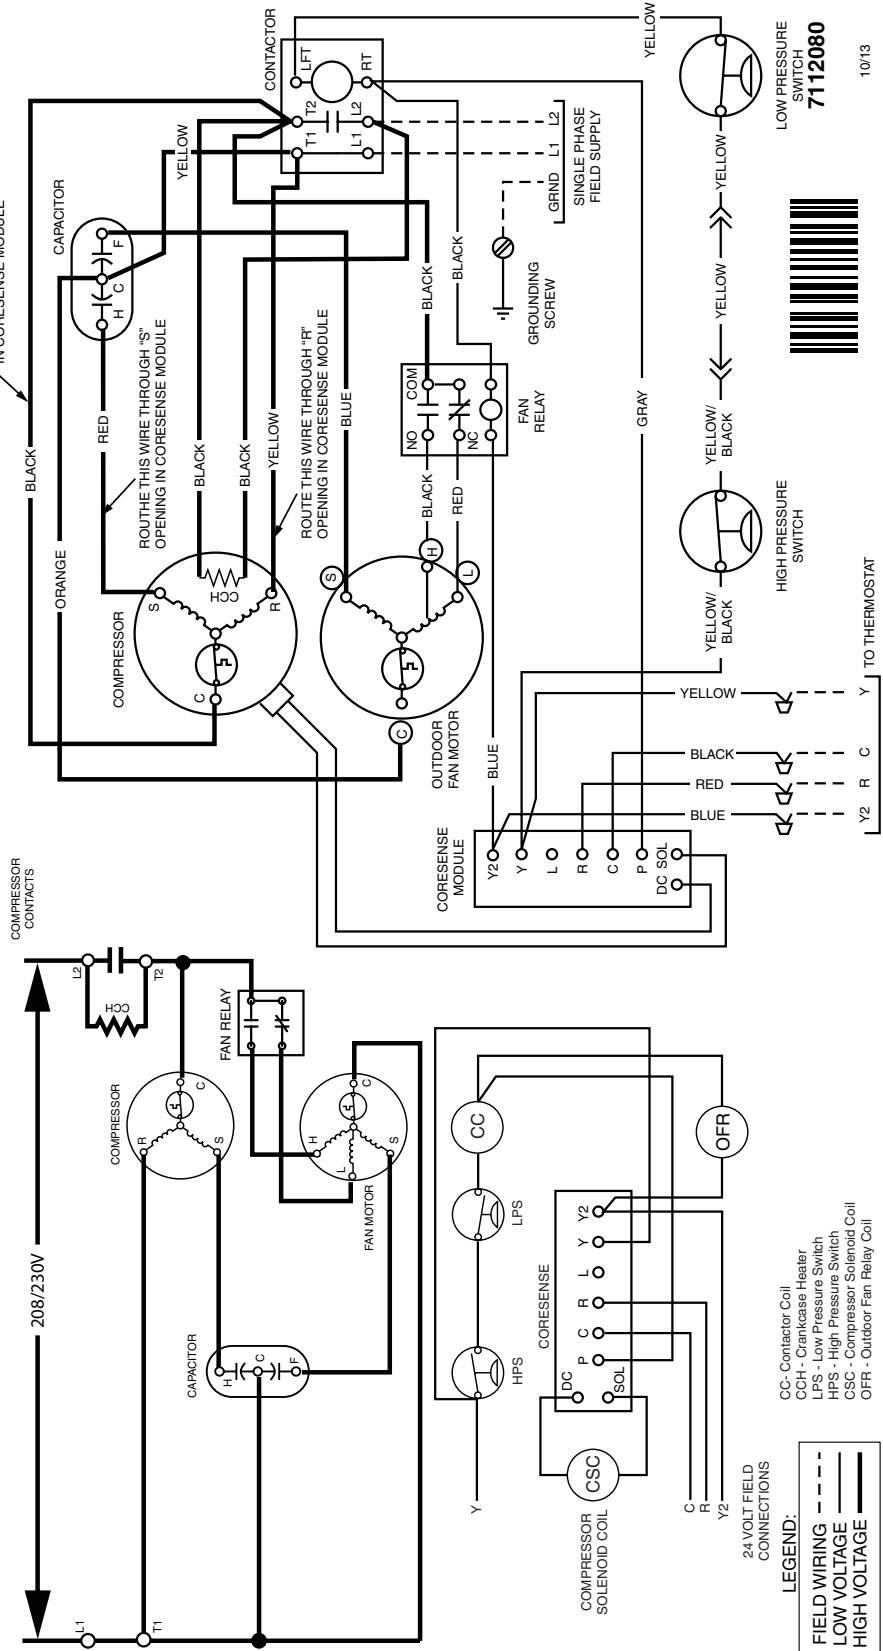 COMPRESSOR
CONTACTS
208/230V
L1
L2
CCH
T1
T2
COMPRESSOR
R
C
S
FAN RELAY
CAPACITOR
H
C
F
FAN MOTOR
H
L
C
S
CC
LPS
HPS
Y
CORESENSE
DC
SOL
P
C
R
L
Y
Y2
OFR
CSC
COMPRESSOR
SOLENOID COIL
C
R
Y2
24 VOLT FIELD
CONNECTIONS
CC- Contactor Coil
CCH - Crankcase Heater
LPS - Low Pressure Switch
HPS - High Pressure Switch
CSC - Compressor Solenoid Coil
OFR - Outdoor Fan Relay Coil
LEGEND:
FIELD WIRING
LOW VOLTAGE
HIGH VOLTAGE
IN CORESENSE MODULE
BLACK
ORANGE
RED
CAPACITOR
H
C
F
ROUTHE THIS WIRE THROUGH "S"
OPENING IN CORESENSE MODULE
BLACK
BLACK
YELLOW
ROUTE THIS WIRE THROUGH "R"
OPENING IN CORESENSE MODULE
BLUE
YELLOW
CONTACTOR
LFT
RT
T2
L2
T1
L1
COMPRESSOR
S
CCH
R
C
OUTDOOR
FAN MOTOR
S
H
L
C
BLACK
RED
NO
COM
NC
FAN
RELAY
BLACK
BLACK
GROUNDING
SCREW
GRND
L1
L2
SINGLE PHASE
FIELD SUPPLY
BLUE
GRAY
YELLOW
CORESENSE
MODULE
Y2
Y
L
R
C
P
DC
SOL
YELLOW
BLACK
RED
BLUE
Y2
R
C
Y
TO THERMOSTAT
YELLOW/
BLACK
HIGH PRESSURE
SWITCH
YELLOW/
BLACK
YELLOW
YELLOW
LOW PRESSURE
SWITCH
7112080
10/13